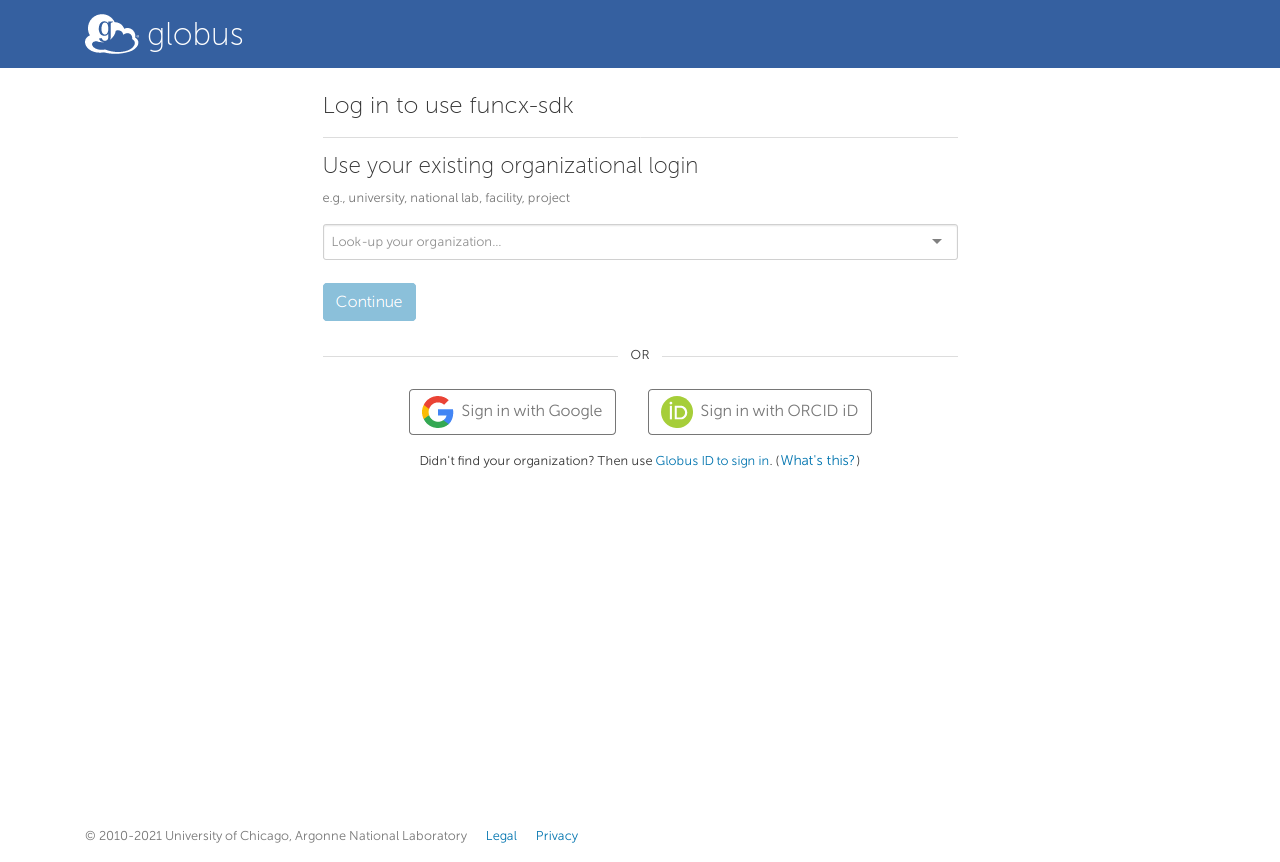 globus
Log in to use funcx-sdk
Use your existing organizational login
e.g., university, national lab, facility, project
Look-up your organization...
Continue
OR
Sign in with Google
iD Sign in with ORCID iD
Didn't find your organization? Then use Globus ID to sign in. (What's this?)
© 2010-2021 University of Chicago, Argonne National Laboratory Legal Privacy